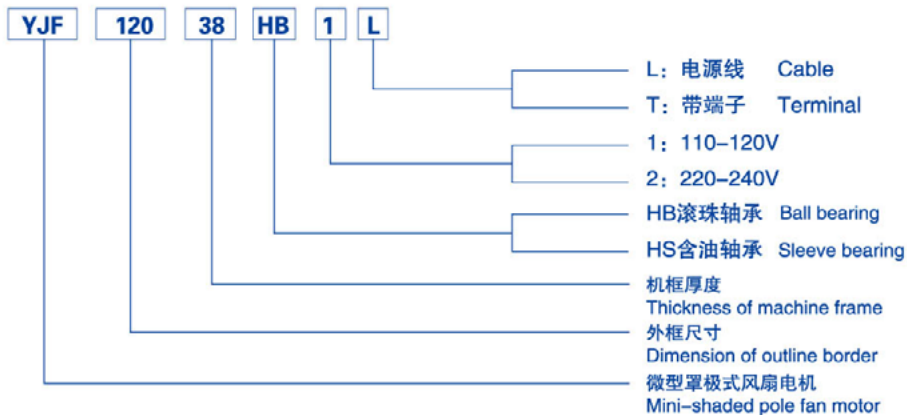 YJF 120 38 HB 1 L
L：电源线 Cable
T：带端子 Terminal
1：110-120V
2：220-240V
HB滚珠轴承 Ball bearing
HS含油轴承 Sleeve bearing
机框厚度
Thickness of machine frame
外框尺寸
Dimension of outline border
微型罩极式风扇电机
Mini-shaded pole fan motor